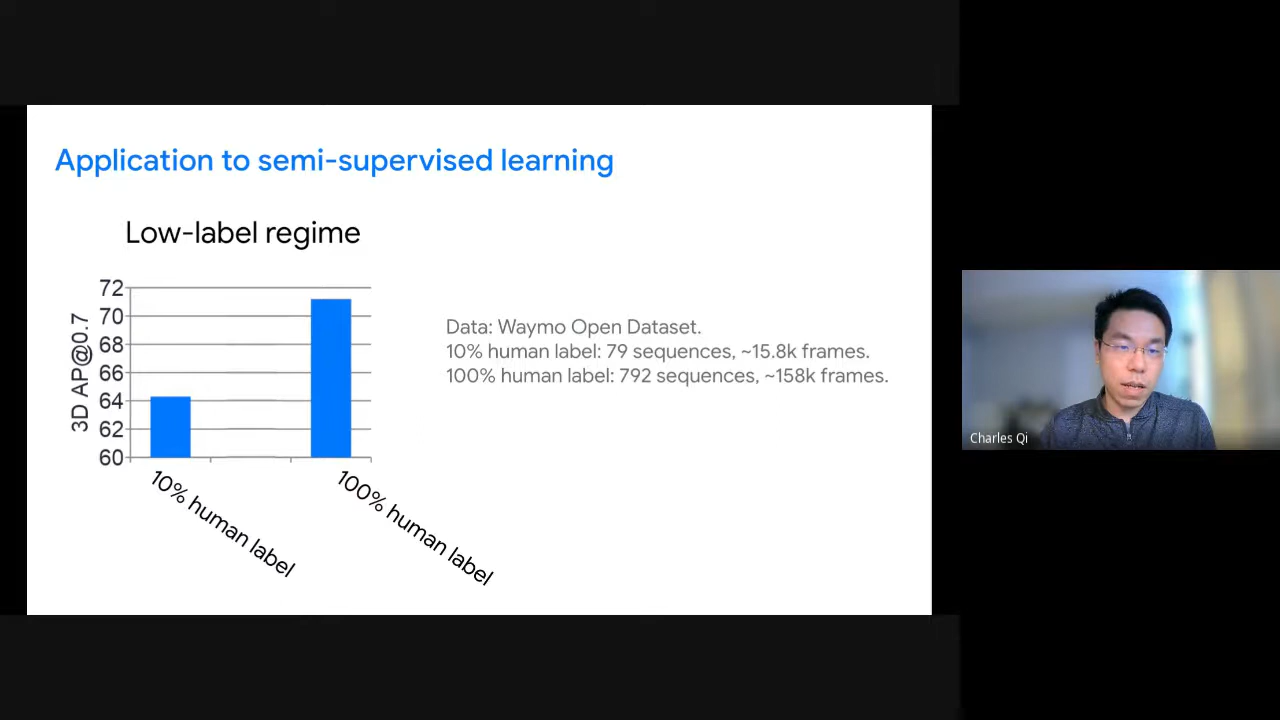 Application to semi-supervised learning
Low-label regime
72
70
68
66
64
62
60
3D AP@0.7
10% human label
100% human label
Data: Waymo Open Dataset.
10% human label: 79 sequences, ~15.8k frames.
100% human label: 792 sequences, ~158k frames.
Charles Qi